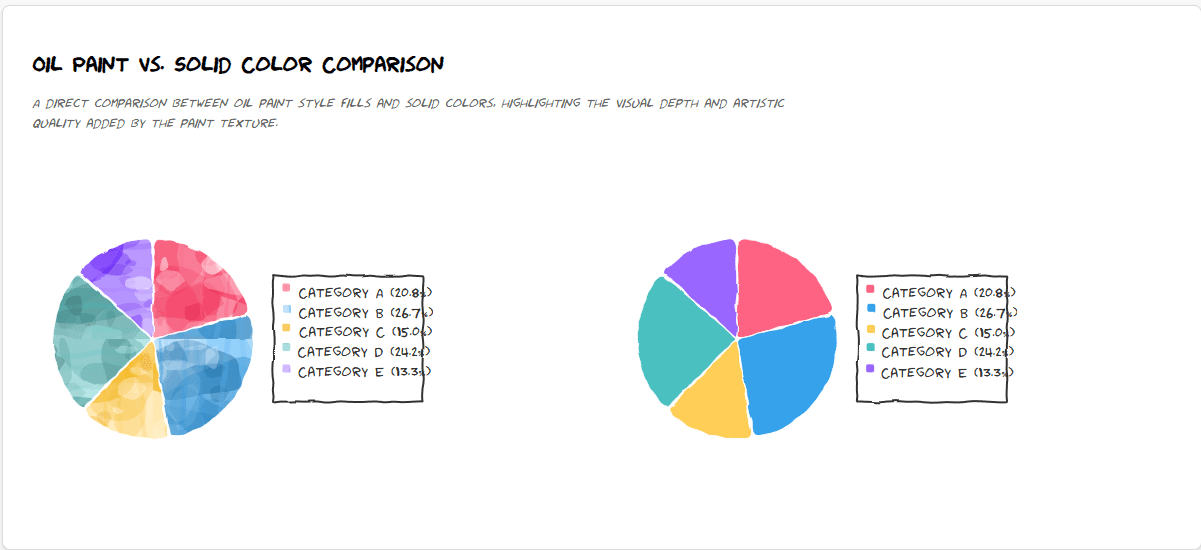 OIL PAINT VS. SOLID COLOR COMPARISON
A DIRECT COMPARISON BETWEEN OIL PAINT STYLE FILLS AND SOLID COLORS, HIGHLIGHTING THE VISUAL DEPTH AND ARTISTIC
QUALITY ADDED BY THE PAINT TEXTURE.
CATEGORY A (20.8%)
CATEGORY B (26.7%)
CATEGORY C (15.0%)
CATEGORY D (24.2%)
CATEGORY E (13.3%)
CATEGORY A (20.8%)
CATEGORY B (26.7%)
CATEGORY C (15.0%)
CATEGORY D (24.2%)
CATEGORY E (13.3%)